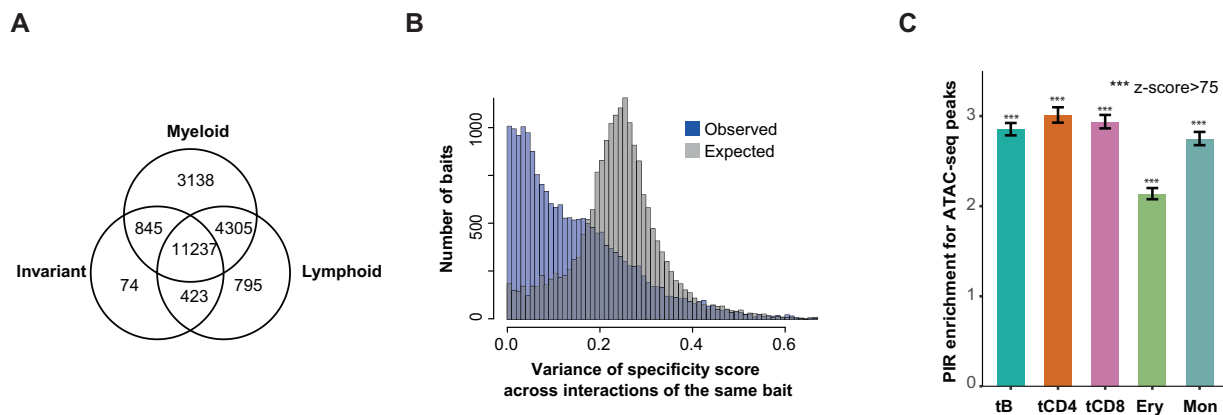 A
Myeloid
3138
845
4305
11237
Invariant
Lymphoid
74
795
423
B
Number of baits
1000
500
0
Observed
Expected
0.0
0.2
0.4
0.6
Variance of specificity score
across interactions of the same bait
C
PIR enrichment for ATAC-seq peaks
*** z-score>75
3
2
1
0
***
***
***
***
***
tB
tCD4
tCD8
Ery
Mon